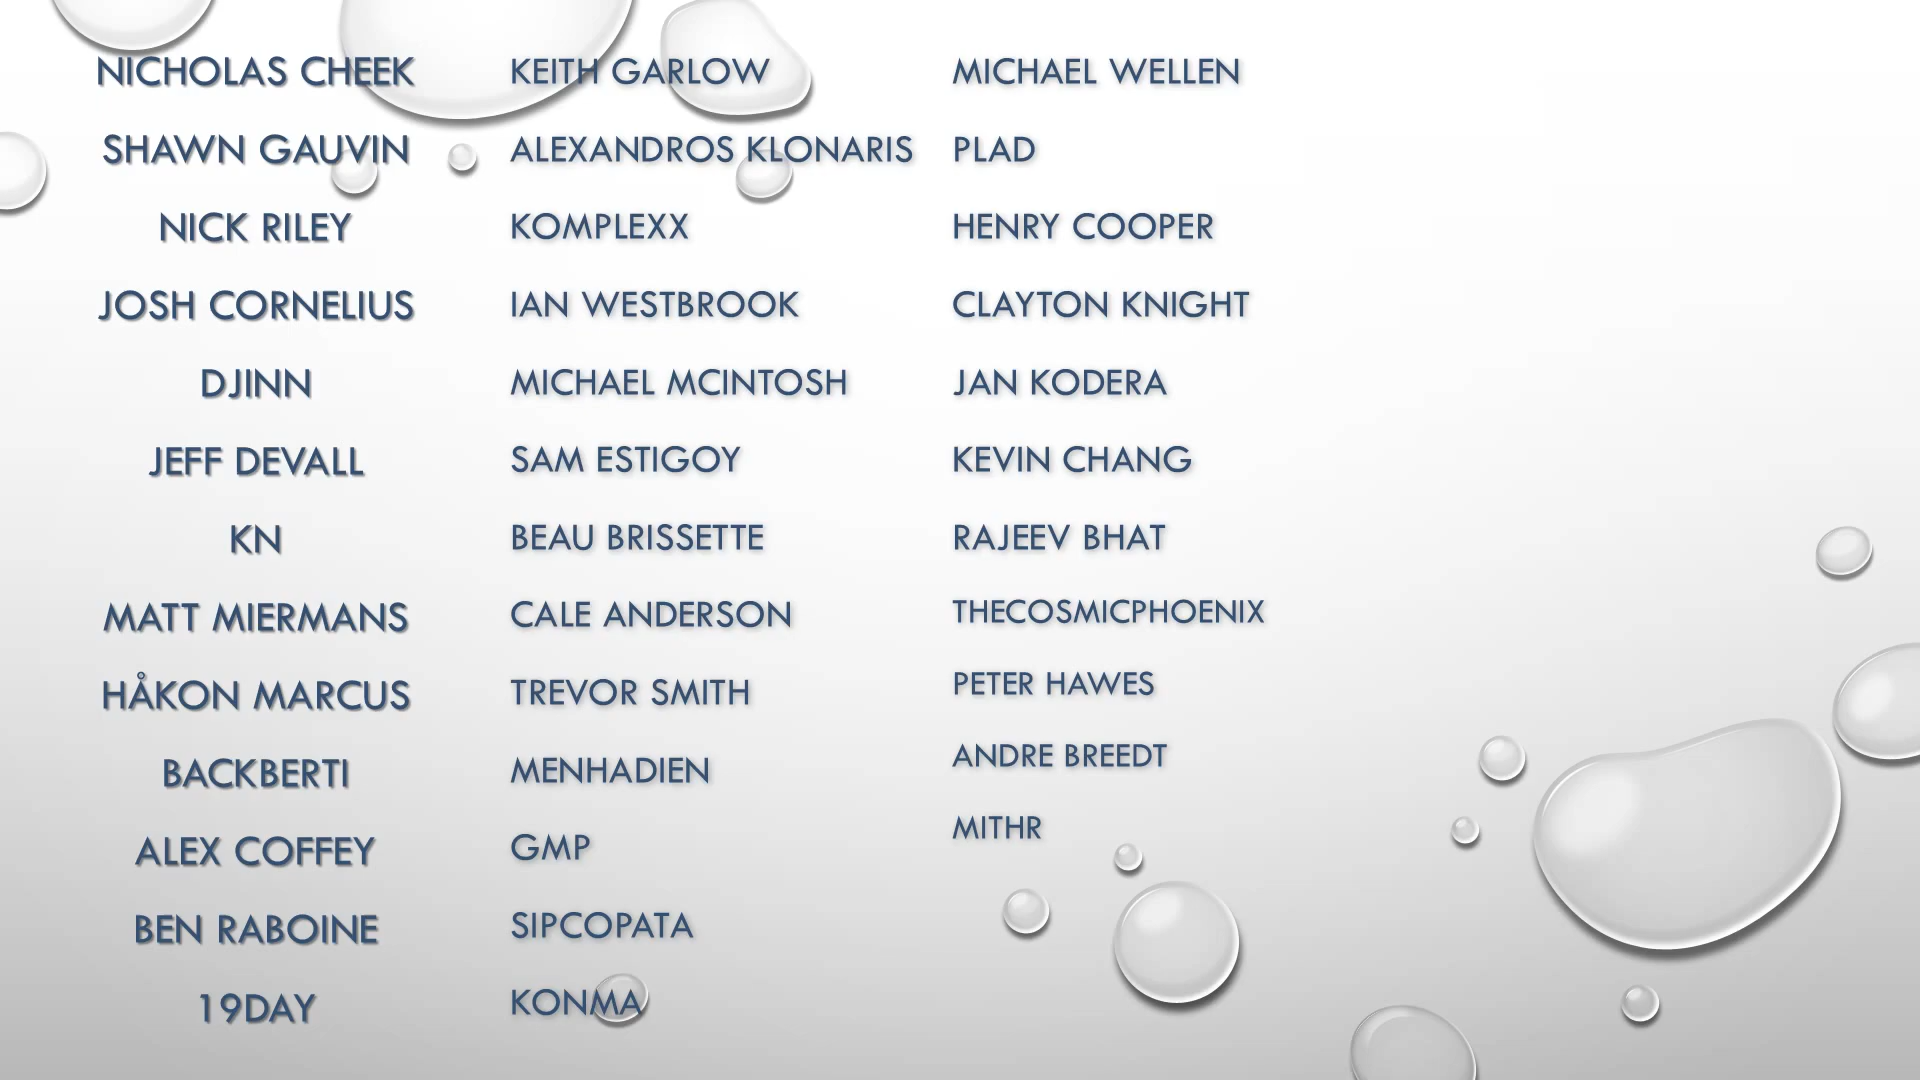 NICHOLAS CHEEK
SHAWN GAUVIN
NICK RILEY
JOSH CORNELIUS
DJINN
JEFF DEVALL
KN
MATT MIERMANS
HÅKON MARCUS
BACKBERTI
ALEX COFFEY
BEN RABOINE
19DAY
KEITH GARLOW
ALEXANDROS KLONARIS
KOMPLEXX
IAN WESTBROOK
MICHAEL MCINTOSH
SAM ESTIGOY
BEAU BRISSETTE
CALE ANDERSON
TREVOR SMITH
MENHADIEN
GMP
SIPCOPATA
KONMA
MICHAEL WELLEN
PLAD
HENRY COOPER
CLAYTON KNIGHT
JAN KODERA
KEVIN CHANG
RAJEEV BHAT
THECOSMICPHOENIX
PETER HAWES
ANDRE BREEDT
MITHR